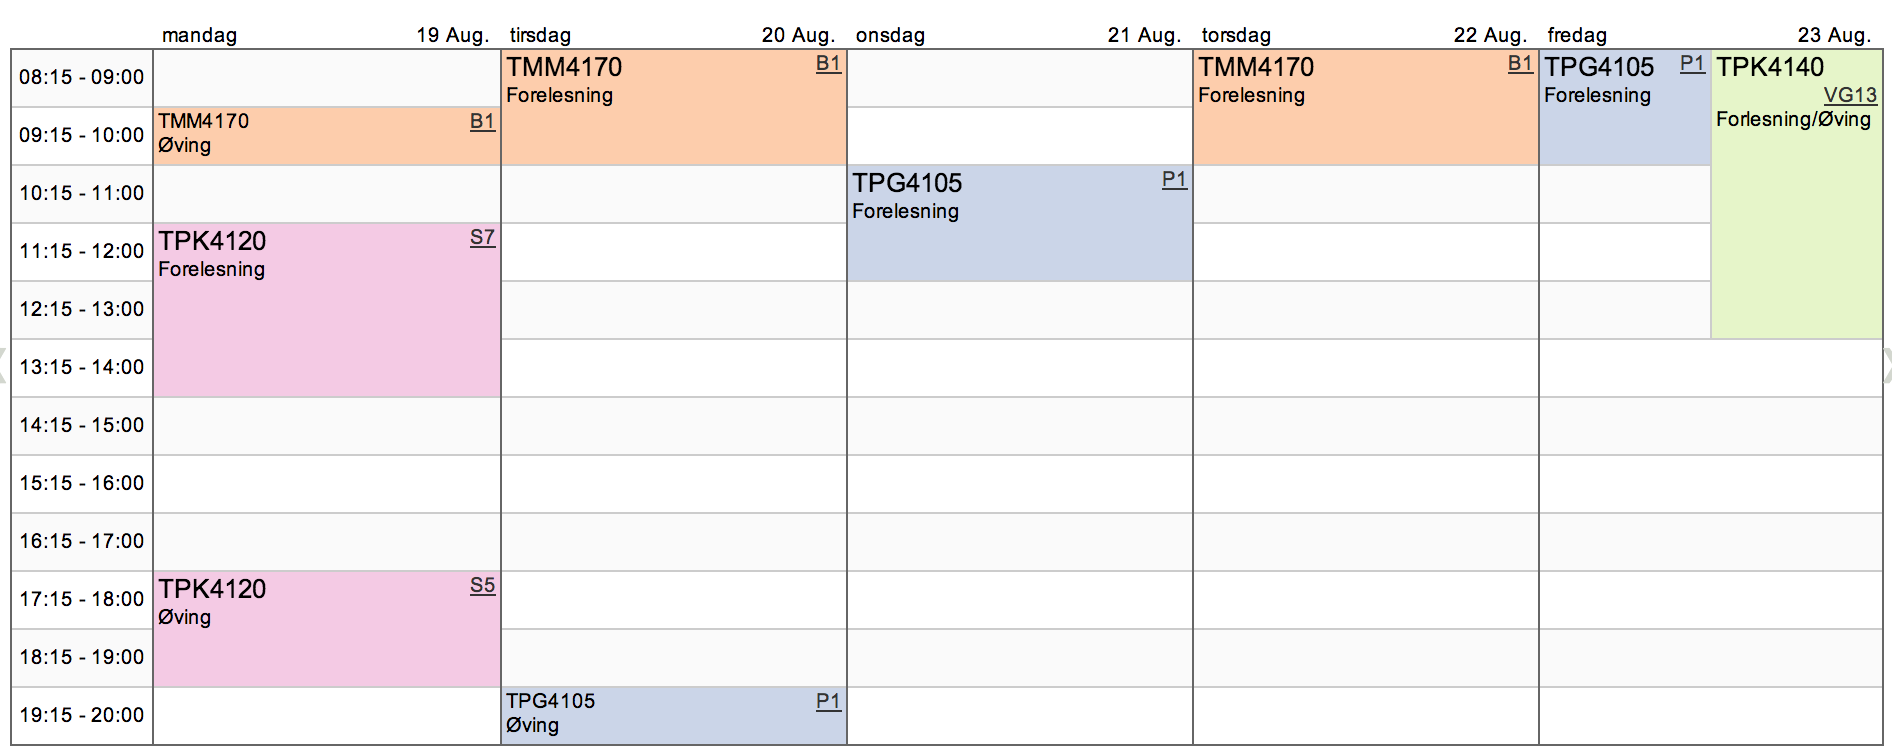 mandag 19 Aug. tirsdag 20 Aug. onsdag 21 Aug. torsdag 22 Aug. fredag 23 Aug.
08:15 - 09:00
TMM4170 B1
Forelesning
TMM4170 B1
Forelesning
TPG4105 P1
Forelesning
TPK4140
VG13
Forlesning/Øving
09:15 - 10:00
TMM4170 B1
Øving
10:15 - 11:00
TPG4105 P1
Forelesning
11:15 - 12:00
TPK4120 S7
Forelesning
12:15 - 13:00
13:15 - 14:00
14:15 - 15:00
15:15 - 16:00
16:15 - 17:00
17:15 - 18:00
TPK4120 S5
Øving
18:15 - 19:00
19:15 - 20:00
TPG4105 P1
Øving